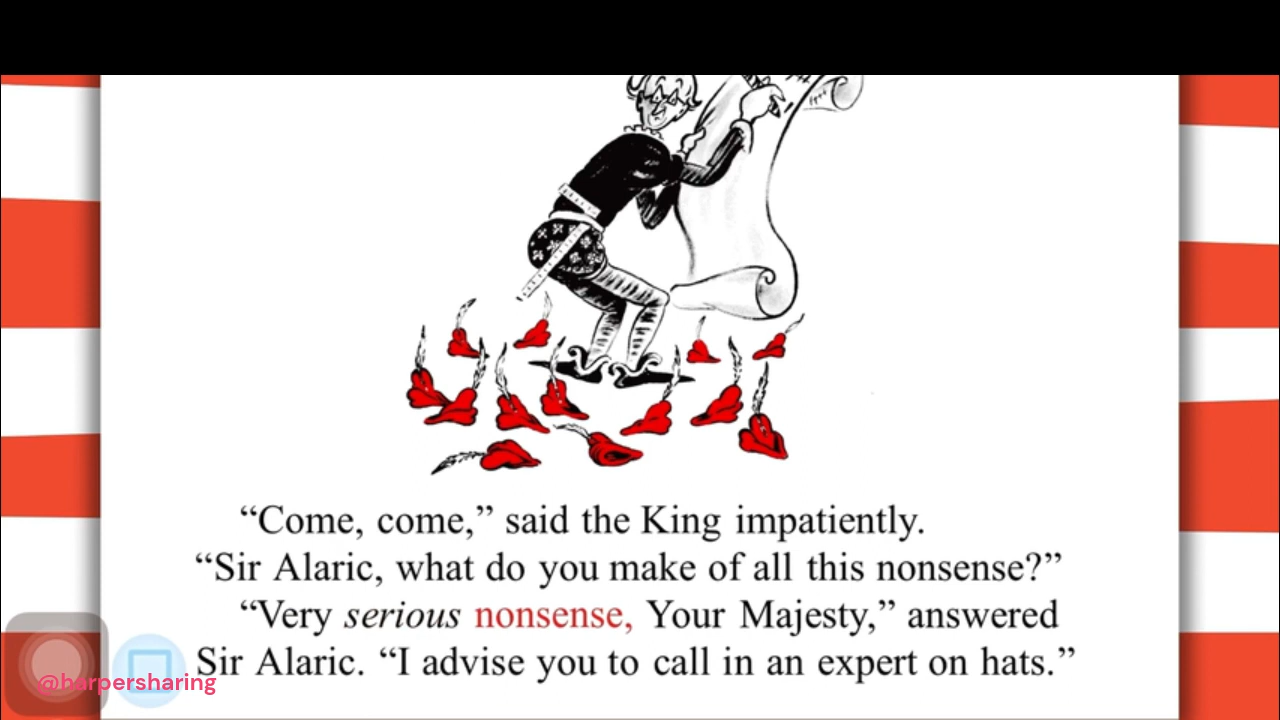 “Come, come,” said the King impatiently.
“Sir Alaric, what do you make of all this nonsense?”
“Very serious nonsense, Your Majesty,” answered
Sir Alaric. “I advise you to call in an expert on hats.”
@harpersharing